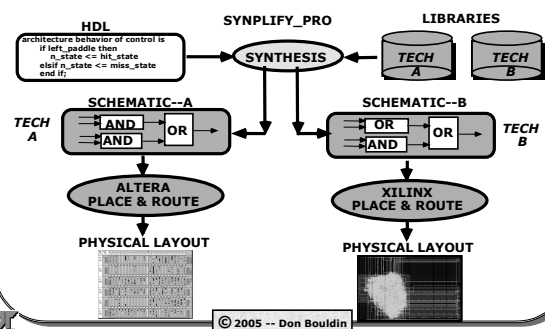 HDL
SYNPLIFY_PRO
LIBRARIES
architecture behavior of control is
if left_paddle then
n_state <= hit_state
elsif n_state <= miss_state
end if;
SYNTHESIS
TECH
A
TECH
B
SCHEMATIC--A
SCHEMATIC--B
TECH
A
AND
AND
OR
OR
AND
OR
TECH
B
ALTERA
PLACE & ROUTE
XILINX
PLACE & ROUTE
PHYSICAL LAYOUT
PHYSICAL LAYOUT
© 2005 -- Don Bouldin